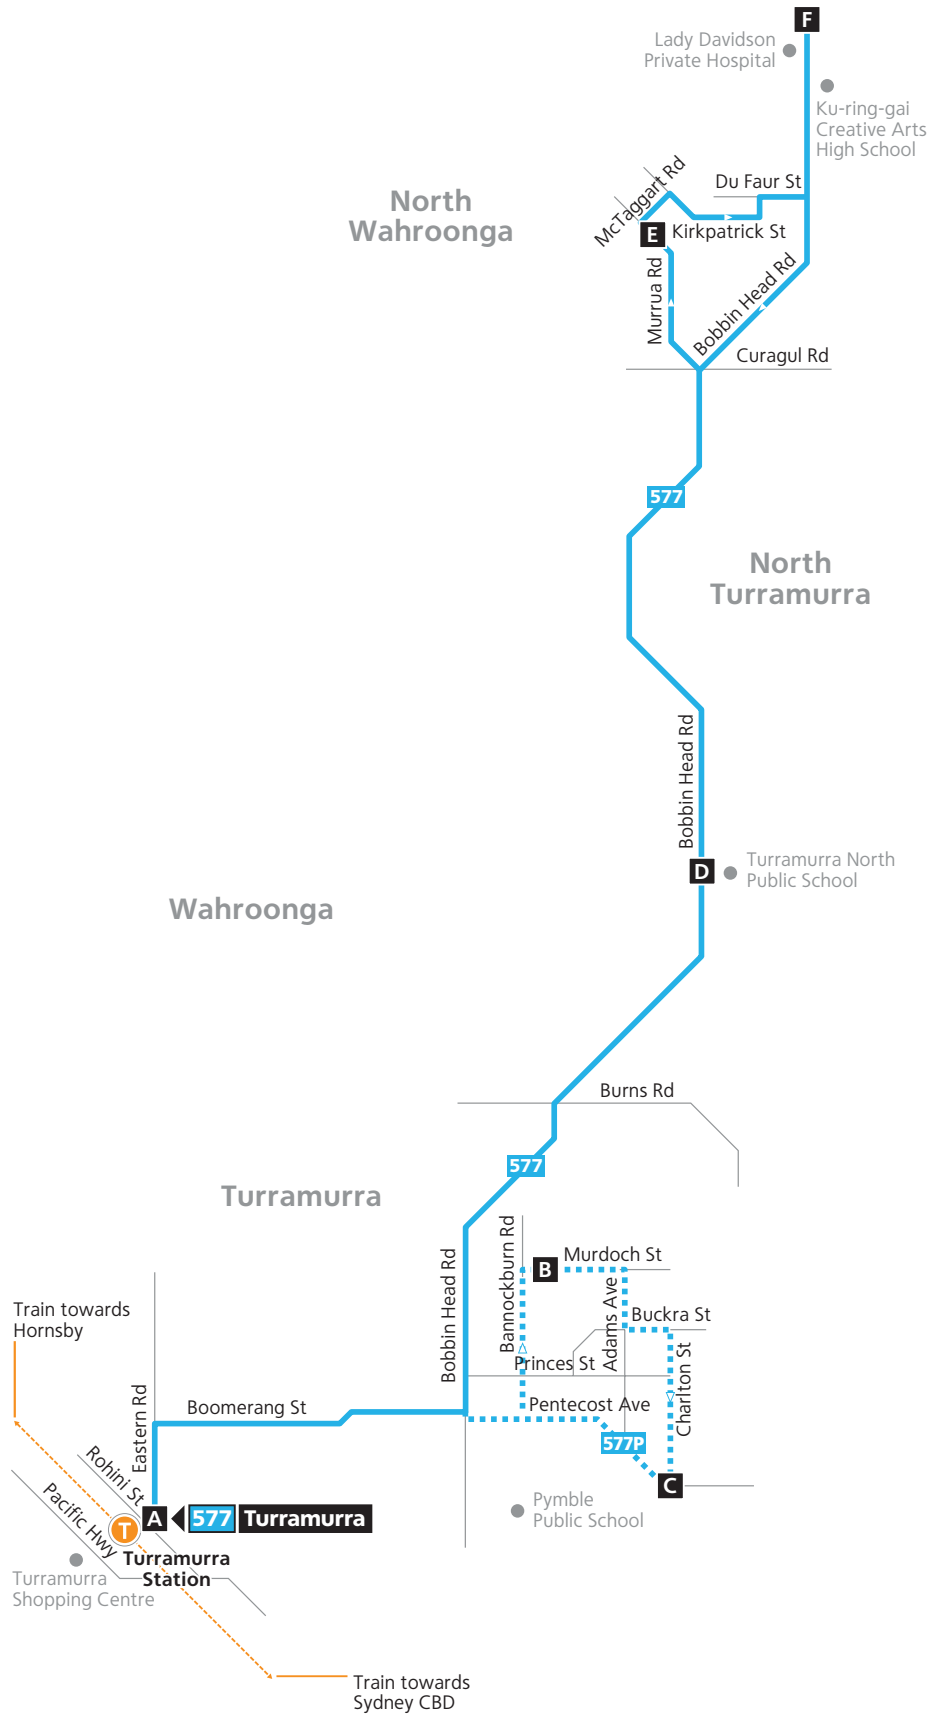 F
Lady Davidson
Private Hospital
Ku-ring-gai
Creative Arts
High School
McTaggart Rd
Du Faur St
North
Wahroonga
E
Kirkpatrick St
Murrua Rd
Bobbin Head Rd
Curagul Rd
577
North
Turramurra
Bobbin Head Rd
D
Turramurra North
Public School
Wahroonga
Burns Rd
577
Turramurra
Bobbin Head Rd
Bannockburn Rd
B
Murdoch St
Adams Ave
Buckra St
Charlton St
Princes St
Pentecost Ave
577P
C
Pymble
Public School
Train towards
Hornsby
Eastern Rd
Boomerang St
Rohini St
Pacific Hwy
A
577
Turramurra
T
Turramurra
Station
Turramurra
Shopping Centre
Train towards
Sydney CBD